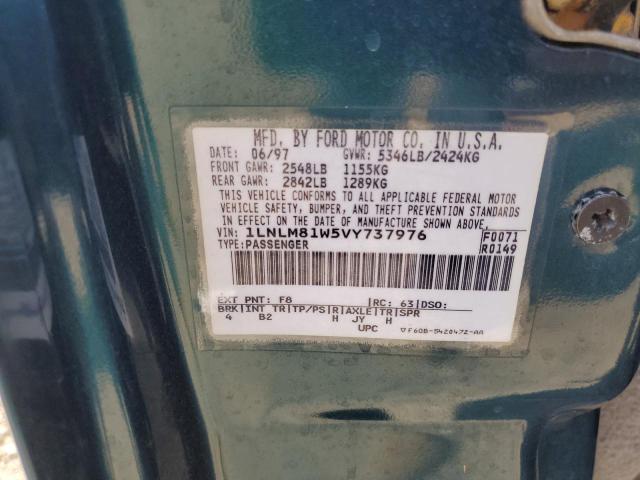 MFD. BY FORD MOTOR CO. IN U.S.A.
DATE: 06/97 GVWR: 5346LB/2424KG
FRONT GAWR: 2548LB 1155KG
REAR GAWR: 2842LB 1289KG
THIS VEHICLE CONFORMS TO ALL APPLICABLE FEDERAL MOTOR
VEHICLE SAFETY, BUMPER, AND THEFT PREVENTION STANDARDS
IN EFFECT ON THE DATE OF MANUFACTURE SHOWN ABOVE.
VIN: 1LNLM81W5VY737976 F0071
TYPE: PASSENGER R0149
EXT PNT: F8 |RC: 63|DSO:
BRK|INT TR|TP/PS|R|AXLE|TR|SPR
4 B2 H JY H
UPC ▽F60B-5420472-AA